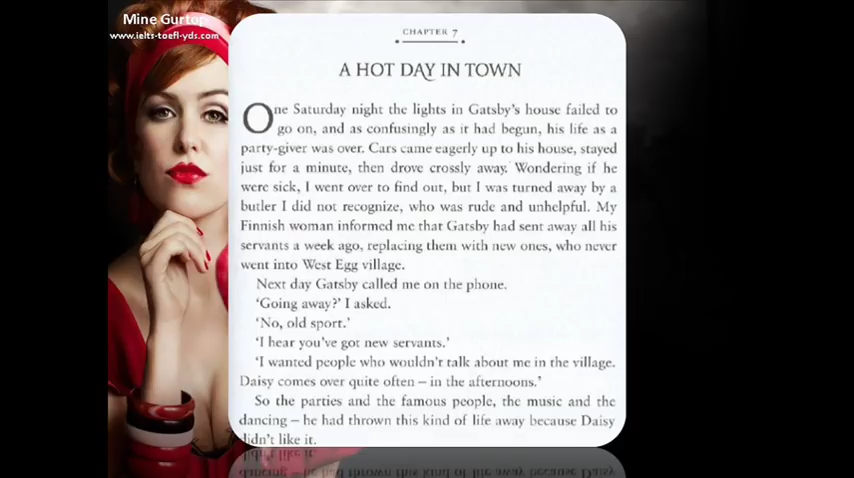 Mine Gurtop
www.ielts-toefl-yds.com
CHAPTER 7
A HOT DAY IN TOWN
One Saturday night the lights in Gatsby's house failed to
go on, and as confusingly as it had begun, his life as a
party-giver was over. Cars came eagerly up to his house, stayed
just for a minute, then drove crossly away. Wondering if he
were sick, I went over to find out, but I was turned away by a
butler I did not recognize, who was rude and unhelpful. My
Finnish woman informed me that Gatsby had sent away all his
servants a week ago, replacing them with new ones, who never
went into West Egg village.
Next day Gatsby called me on the phone.
'Going away?' I asked.
'No, old sport.'
'I hear you've got new servants.'
'I wanted people who wouldn't talk about me in the village.
Daisy comes over quite often – in the afternoons.'
So the parties and the famous people, the music and the
dancing – he had thrown this kind of life away because Daisy
didn't like it.